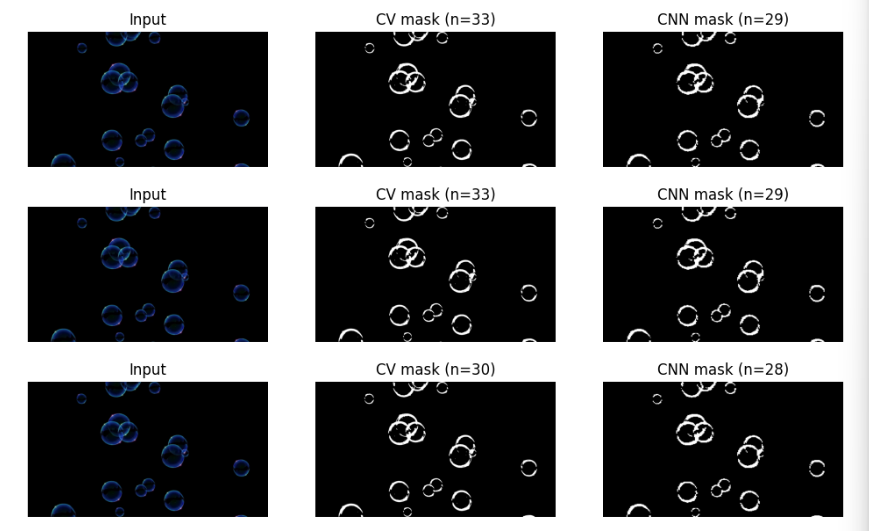 Input CV mask (n=33) CNN mask (n=29)
Input CV mask (n=33) CNN mask (n=29)
Input CV mask (n=30) CNN mask (n=28)